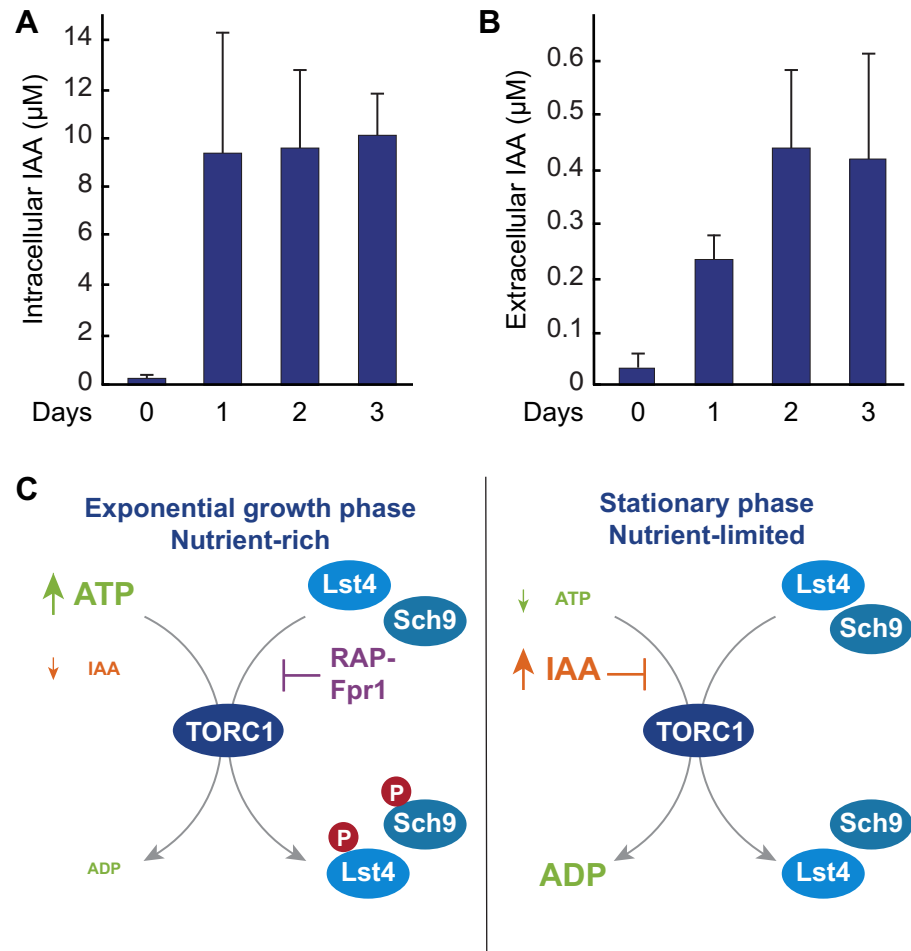 A
Intracellular IAA (µM)
14
12
10
8
6
4
2
0
Days 0 1 2 3
B
Extracellular IAA (µM)
0.6
0.5
0.4
0.3
0.2
0.1
0
Days 0 1 2 3
C
Exponential growth phase
Nutrient-rich
ATP
IAA
Lst4
Sch9
RAP-
Fpr1
TORC1
P
Sch9
P
Lst4
ADP
Stationary phase
Nutrient-limited
ATP
IAA
Lst4
Sch9
TORC1
Sch9
Lst4
ADP